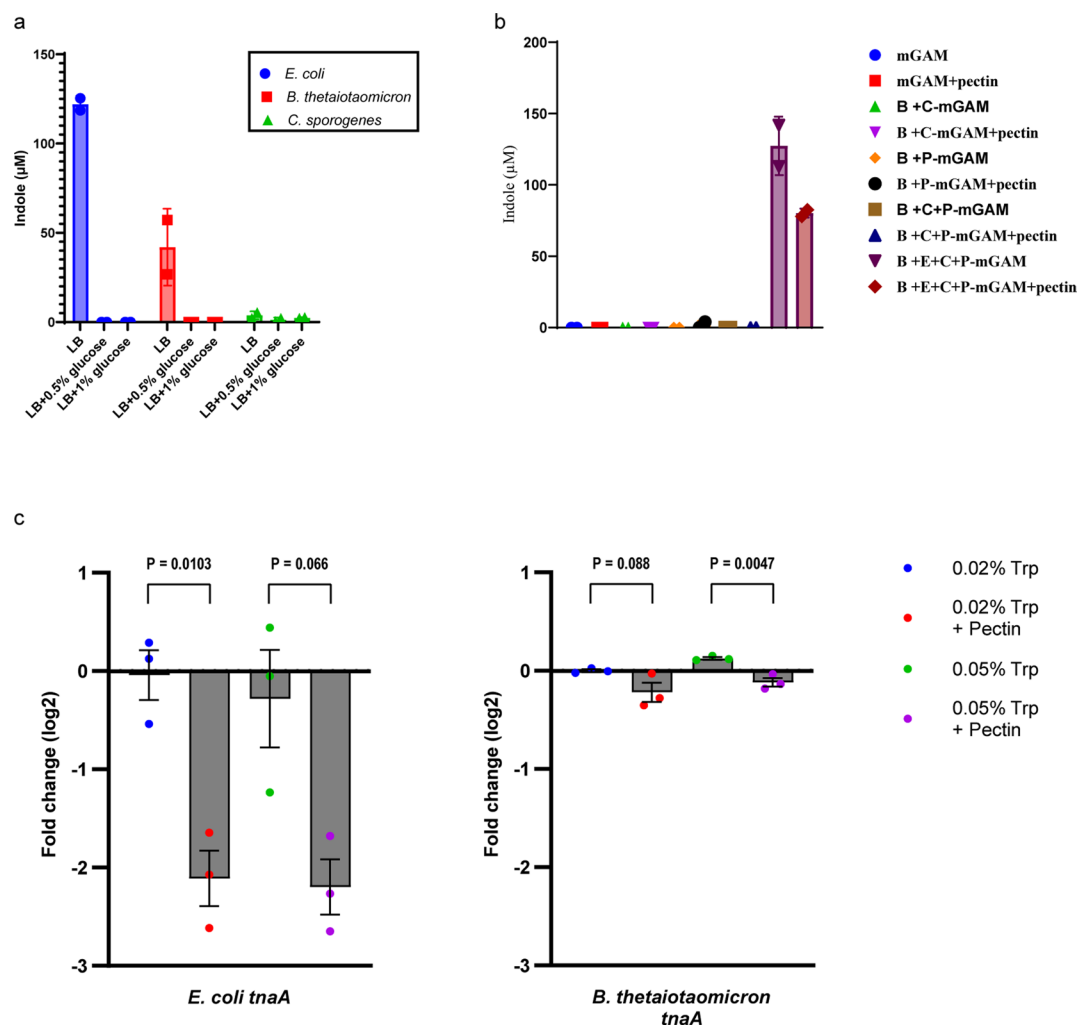 a
150
100
50
0
Indole (µM)
E. coli
B. thetaiotaomicron
C. sporogenes
LB
LB+0.5% glucose
LB+1% glucose
LB
LB+0.5% glucose
LB+1% glucose
LB
LB+0.5% glucose
LB+1% glucose
b
200
150
100
50
0
Indole (µM)
mGAM
mGAM+pectin
B +C-mGAM
B +C-mGAM+pectin
B +P-mGAM
B +P-mGAM+pectin
B +C+P-mGAM
B +C+P-mGAM+pectin
B +E+C+P-mGAM
B +E+C+P-mGAM+pectin
c
P = 0.0103
P = 0.066
1
0
-1
-2
-3
Fold change (log2)
E. coli tnaA
P = 0.088
P = 0.0047
1
0
-1
-2
-3
Fold change (log2)
B. thetaiotaomicron
tnaA
0.02% Trp
0.02% Trp
+ Pectin
0.05% Trp
0.05% Trp
+ Pectin